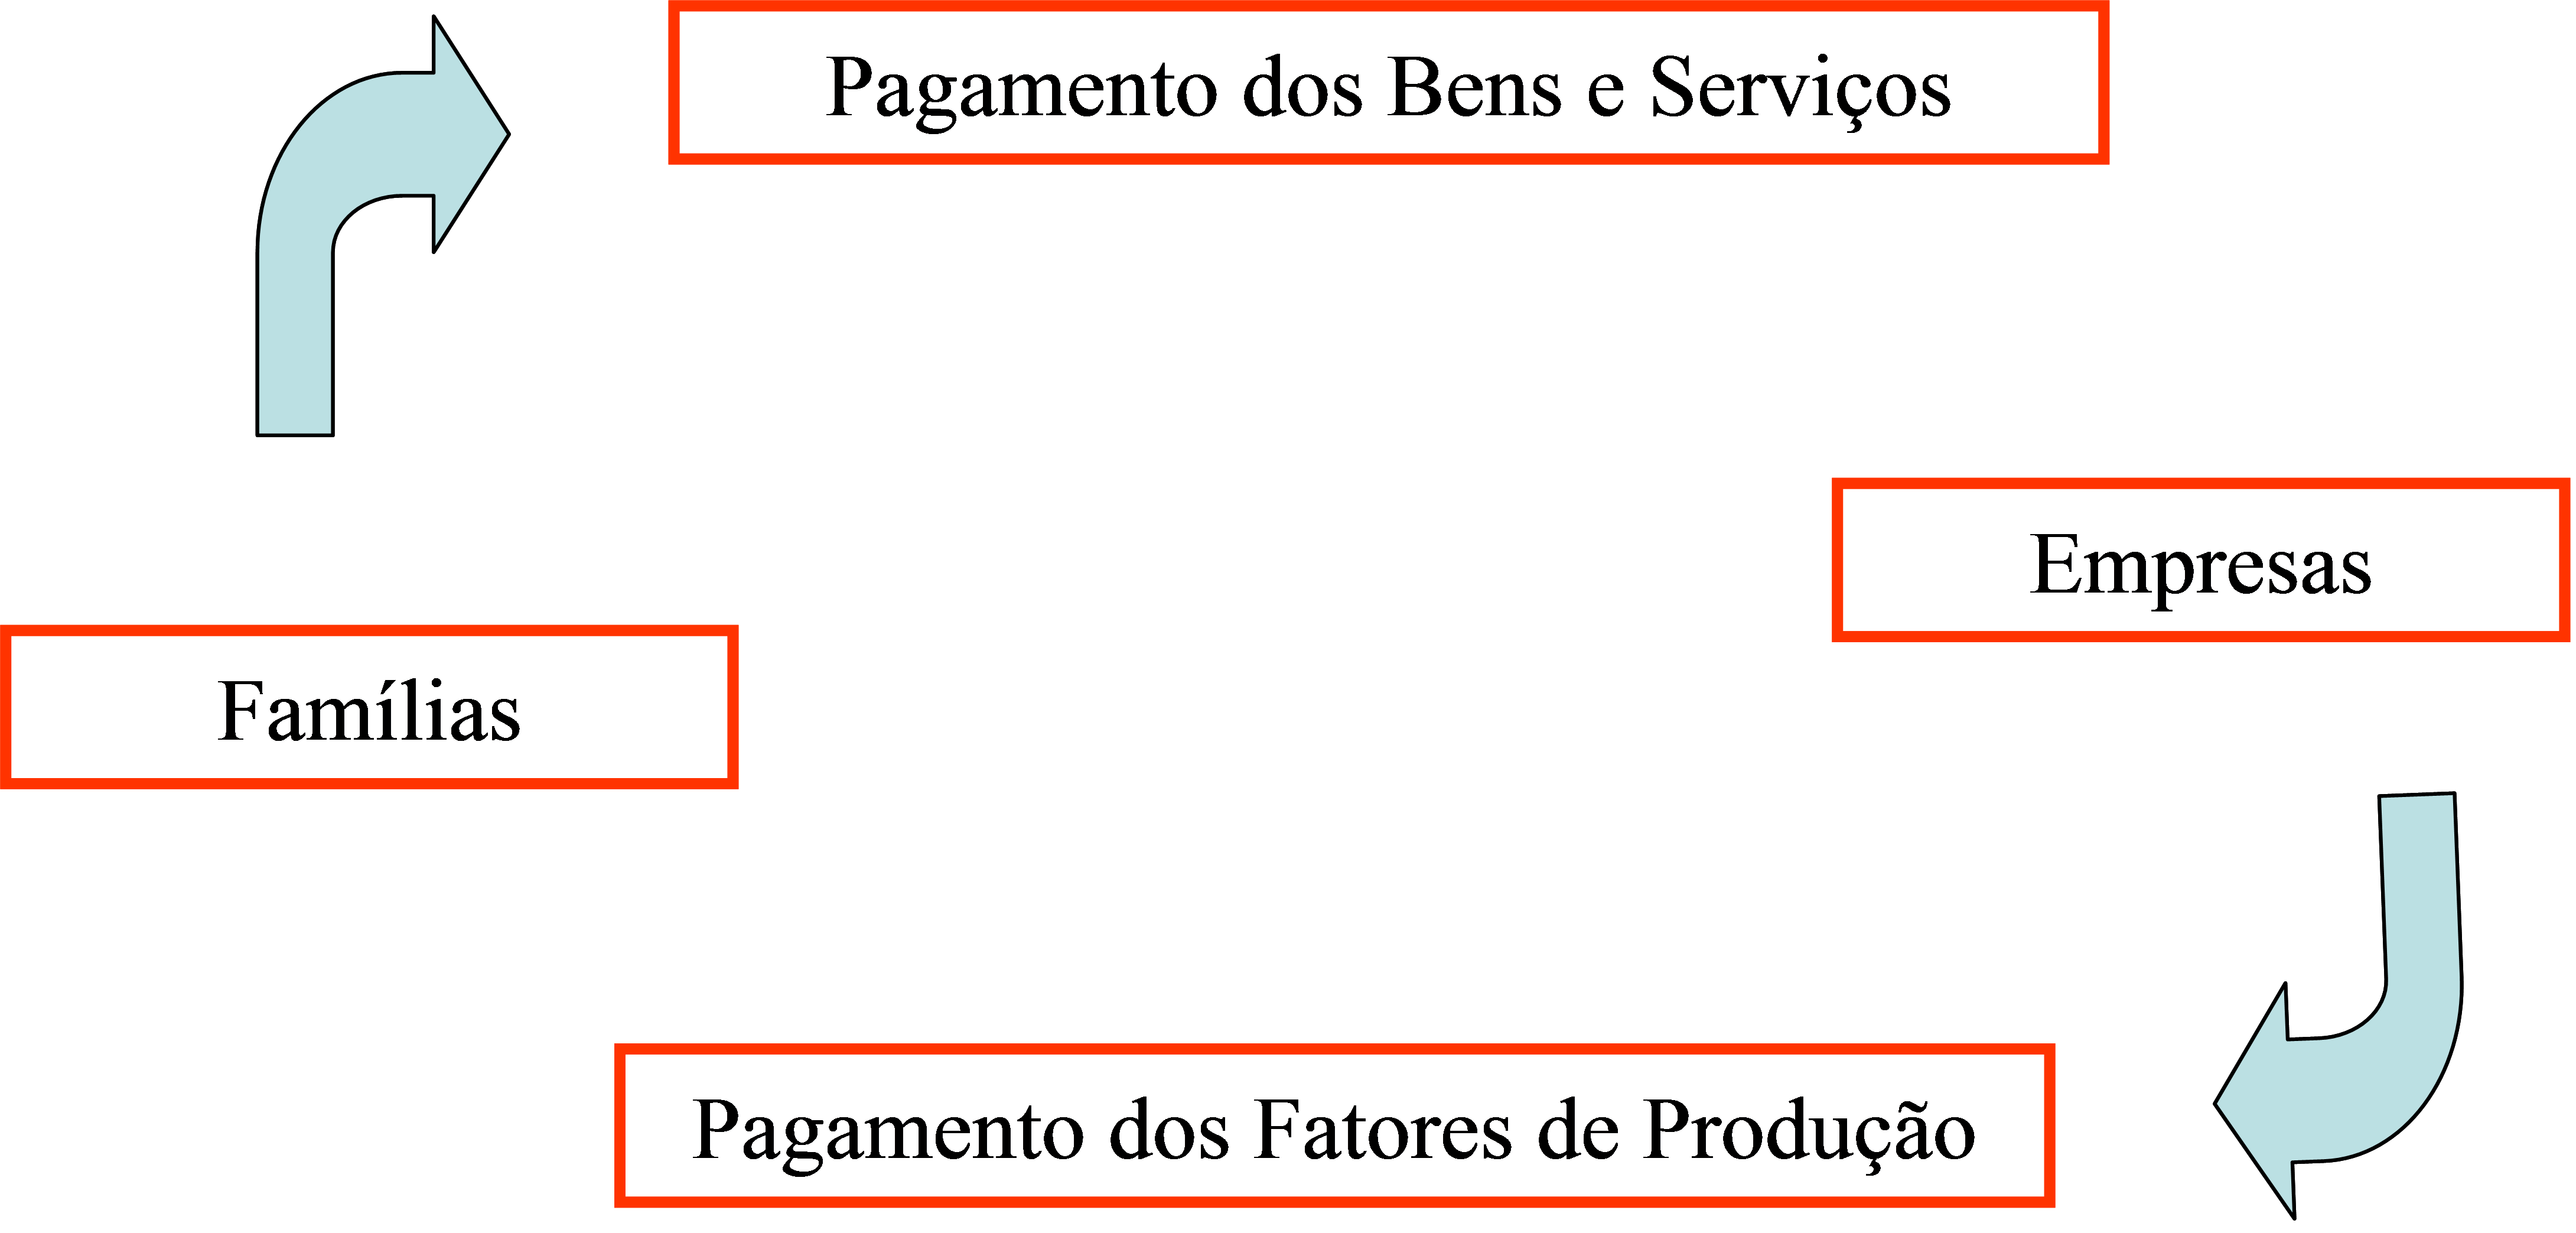 Pagamento dos Bens e Serviços
Empresas
Famílias
Pagamento dos Fatores de Produção